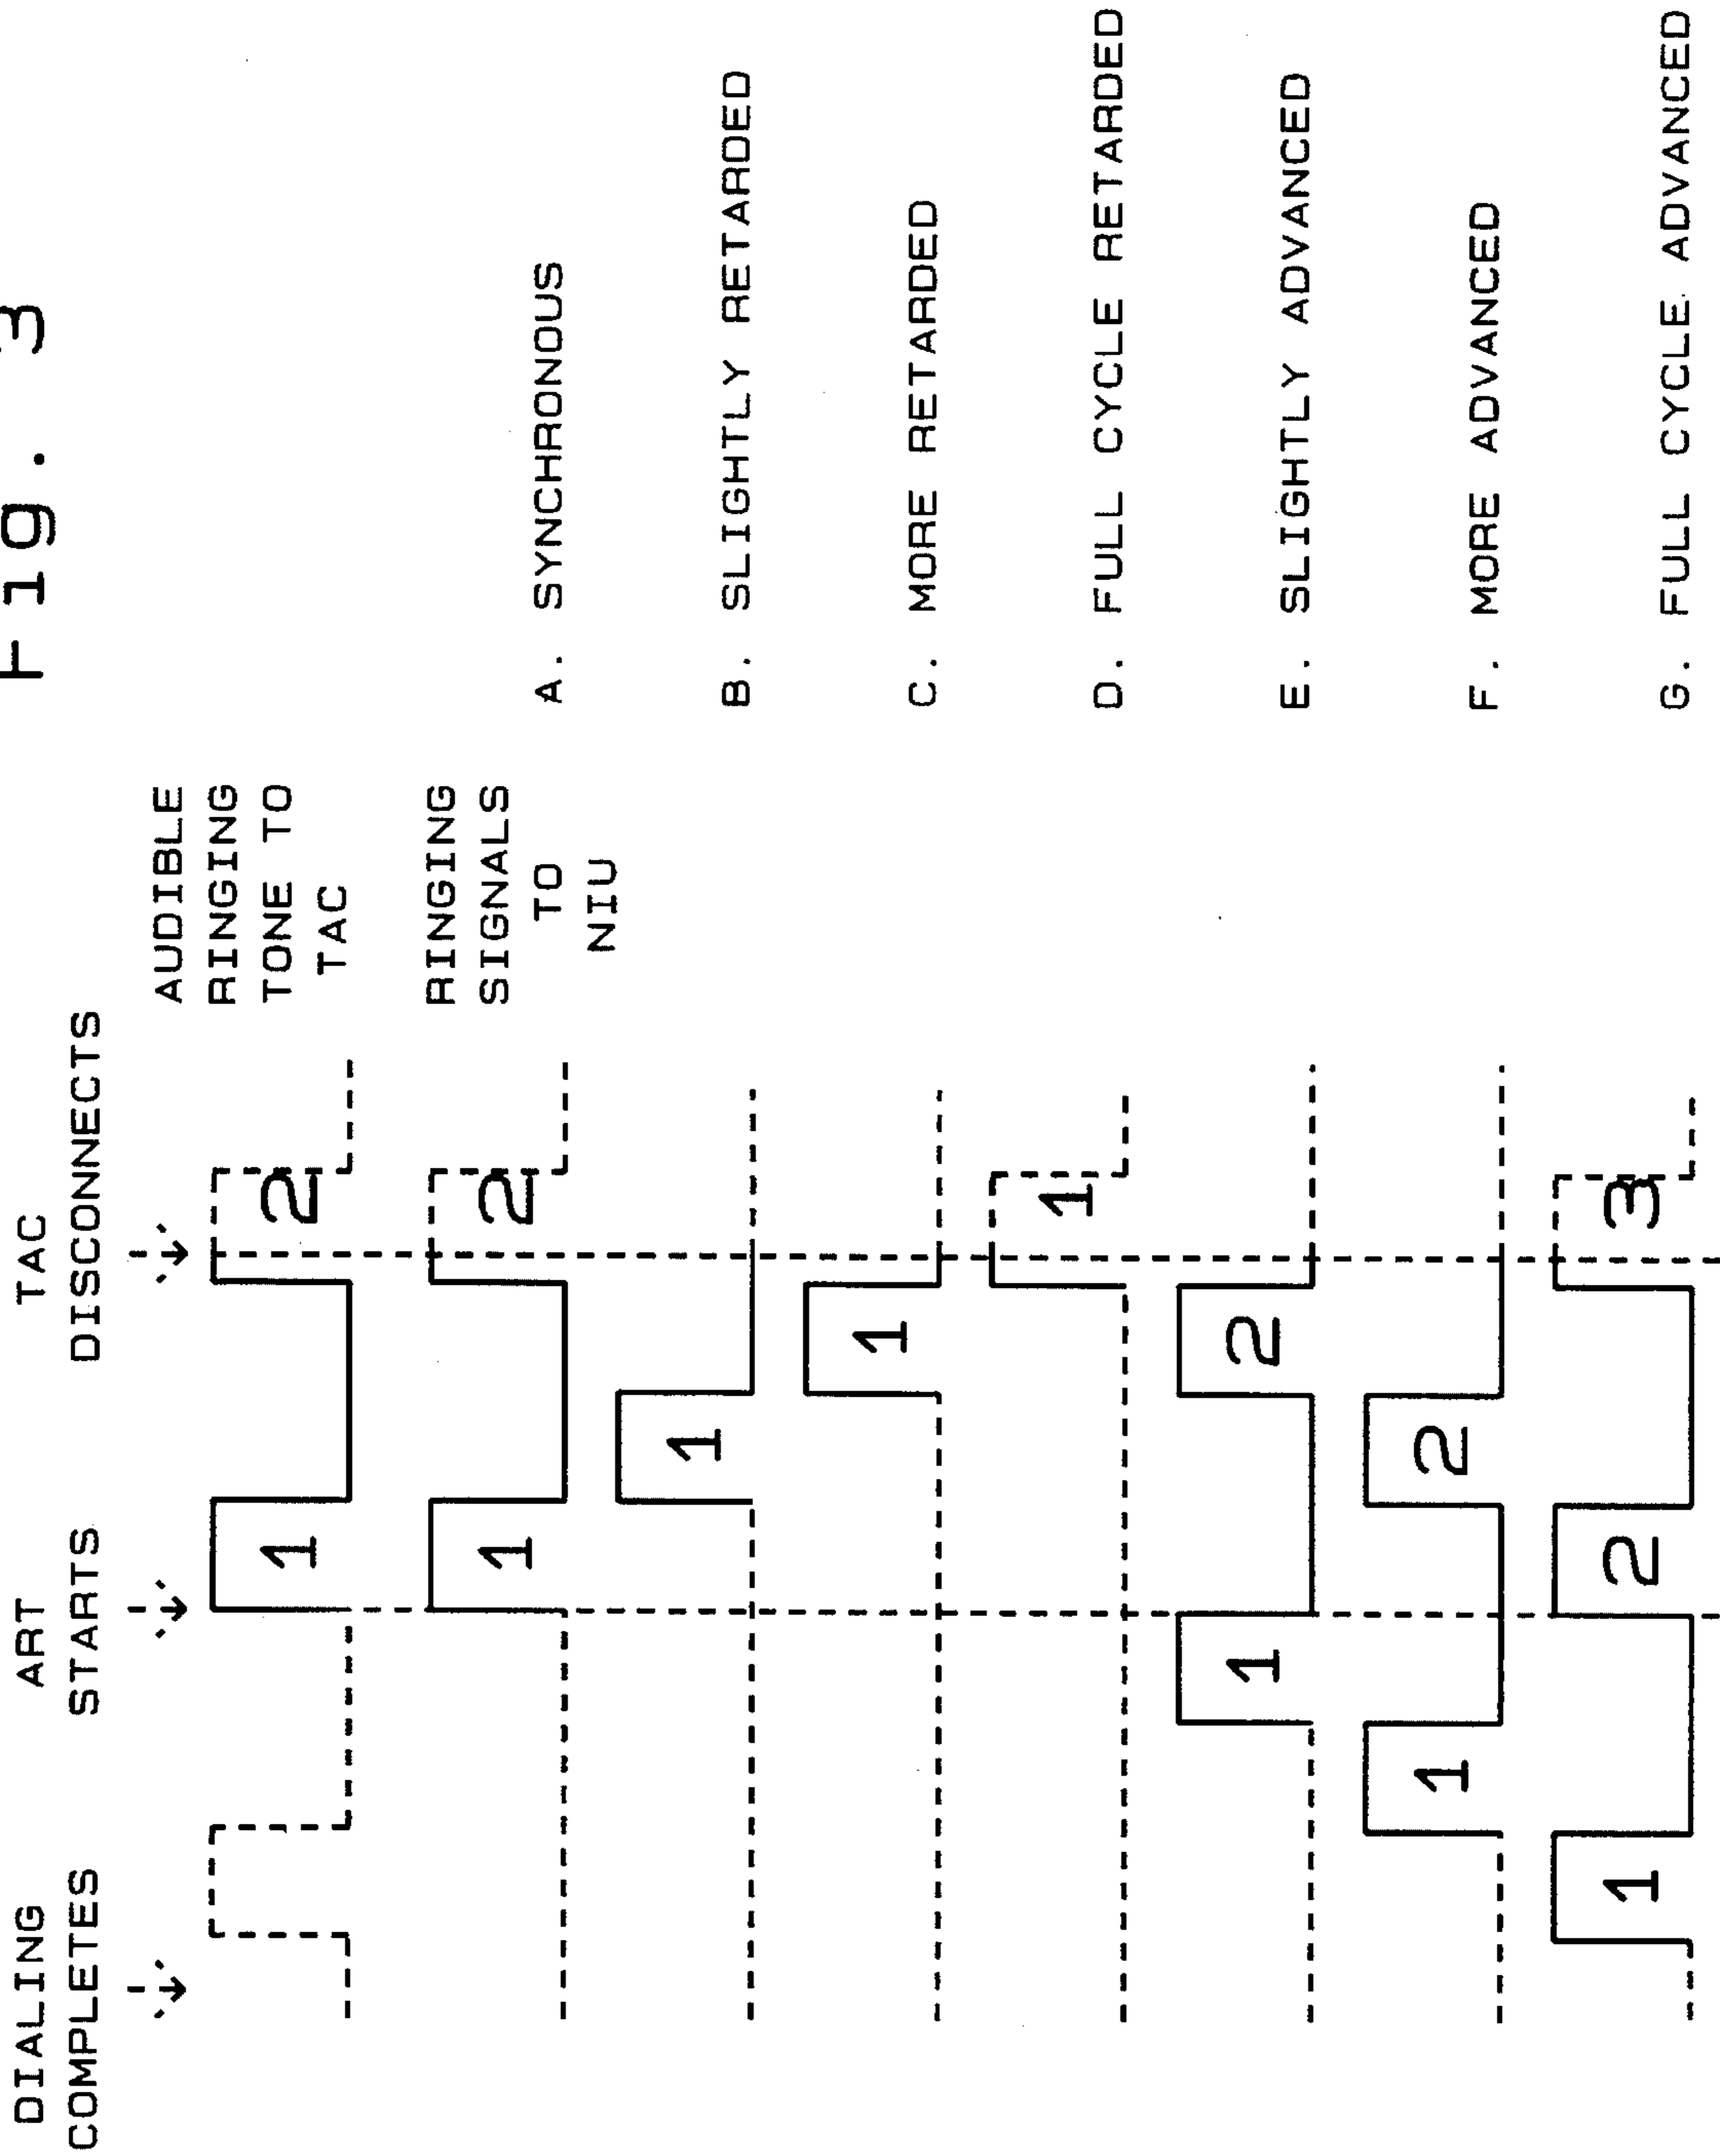 Fig. 3
DIALING
COMPLETES
ART
STARTS
TAC
DISCONNECTS
AUDIBLE
RINGING
TONE TO
TAC
1
2
RINGING
SIGNALS
TO
NIU
1
2
A. SYNCHRONOUS
1
B. SLIGHTLY RETARDED
1
C. MORE RETARDED
1
D. FULL CYCLE RETARDED
1
2
E. SLIGHTLY ADVANCED
1
2
F. MORE ADVANCED
1
2
3
G. FULL CYCLE ADVANCED